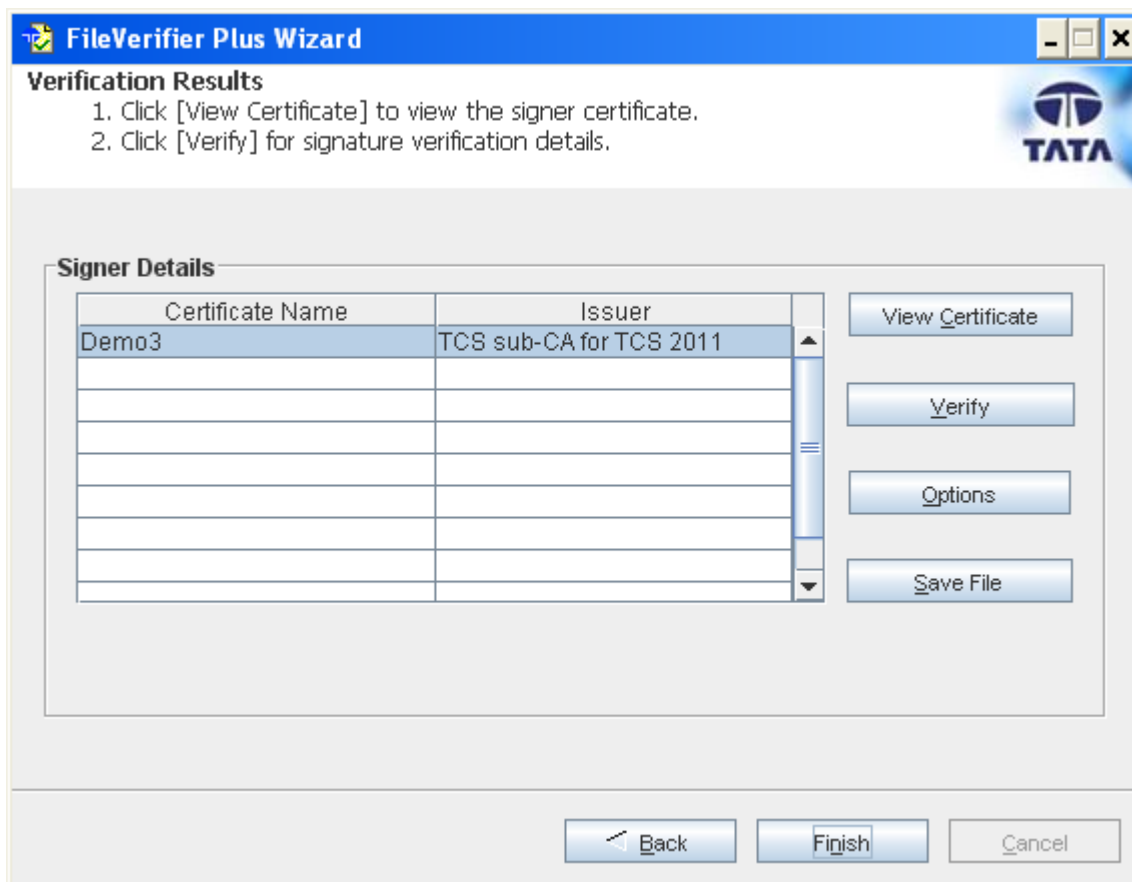 FileVerifier Plus Wizard
Verification Results
1. Click [View Certificate] to view the signer certificate.
2. Click [Verify] for signature verification details.
TATA
Signer Details
Certificate Name Issuer
Demo3 TCS sub-CA for TCS 2011
View Certificate
Verify
Options
Save File
Back Finish Cancel